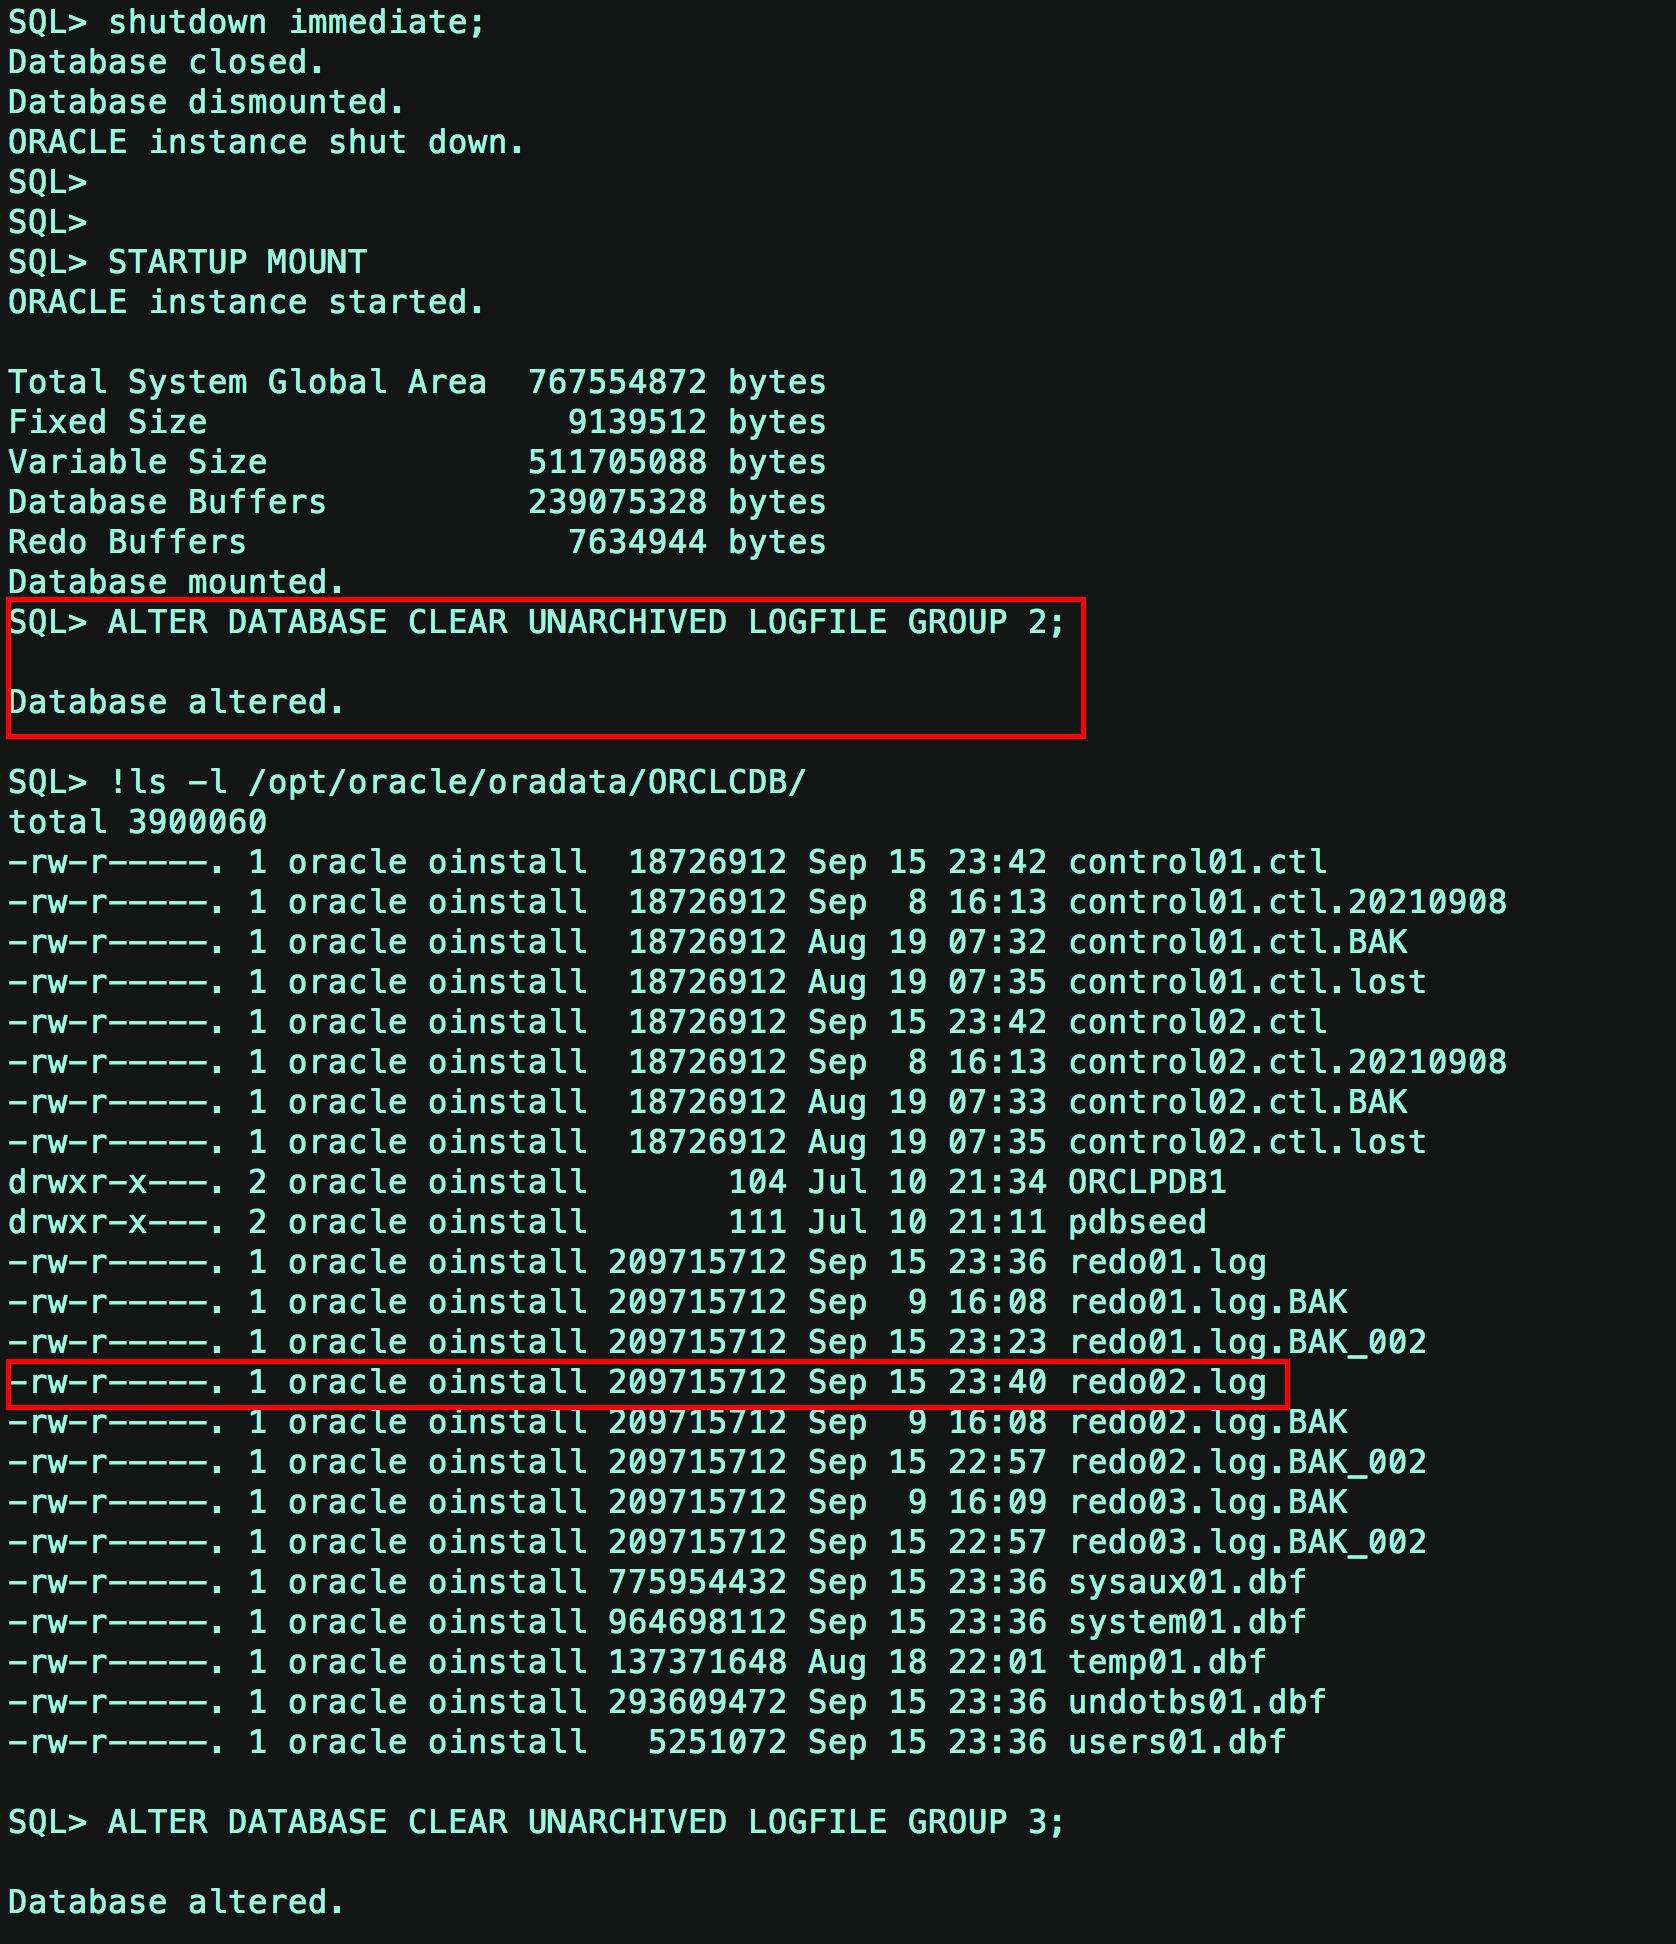 SQL> shutdown immediate;
Database closed.
Database dismounted.
ORACLE instance shut down.
SQL>
SQL>
SQL> STARTUP MOUNT
ORACLE instance started.
Total System Global Area  767554872 bytes
Fixed Size                  9139512 bytes
Variable Size             511705088 bytes
Database Buffers          239075328 bytes
Redo Buffers                7634944 bytes
Database mounted.
SQL> ALTER DATABASE CLEAR UNARCHIVED LOGFILE GROUP 2;
Database altered.
SQL> !ls -l /opt/oracle/oradata/ORCLCDB/
total 3900060
-rw-r-----. 1 oracle oinstall  18726912 Sep 15 23:42 control01.ctl
-rw-r-----. 1 oracle oinstall  18726912 Sep  8 16:13 control01.ctl.20210908
-rw-r-----. 1 oracle oinstall  18726912 Aug 19 07:32 control01.ctl.BAK
-rw-r-----. 1 oracle oinstall  18726912 Aug 19 07:35 control01.ctl.lost
-rw-r-----. 1 oracle oinstall  18726912 Sep 15 23:42 control02.ctl
-rw-r-----. 1 oracle oinstall  18726912 Sep  8 16:13 control02.ctl.20210908
-rw-r-----. 1 oracle oinstall  18726912 Aug 19 07:33 control02.ctl.BAK
-rw-r-----. 1 oracle oinstall  18726912 Aug 19 07:35 control02.ctl.lost
drwxr-x---. 2 oracle oinstall       104 Jul 10 21:34 ORCLPDB1
drwxr-x---. 2 oracle oinstall       111 Jul 10 21:11 pdbseed
-rw-r-----. 1 oracle oinstall 209715712 Sep 15 23:36 redo01.log
-rw-r-----. 1 oracle oinstall 209715712 Sep  9 16:08 redo01.log.BAK
-rw-r-----. 1 oracle oinstall 209715712 Sep 15 23:23 redo01.log.BAK_002
-rw-r-----. 1 oracle oinstall 209715712 Sep 15 23:40 redo02.log
-rw-r-----. 1 oracle oinstall 209715712 Sep  9 16:08 redo02.log.BAK
-rw-r-----. 1 oracle oinstall 209715712 Sep 15 22:57 redo02.log.BAK_002
-rw-r-----. 1 oracle oinstall 209715712 Sep  9 16:09 redo03.log.BAK
-rw-r-----. 1 oracle oinstall 209715712 Sep 15 22:57 redo03.log.BAK_002
-rw-r-----. 1 oracle oinstall 775954432 Sep 15 23:36 sysaux01.dbf
-rw-r-----. 1 oracle oinstall 964698112 Sep 15 23:36 system01.dbf
-rw-r-----. 1 oracle oinstall 137371648 Aug 18 22:01 temp01.dbf
-rw-r-----. 1 oracle oinstall 293609472 Sep 15 23:36 undotbs01.dbf
-rw-r-----. 1 oracle oinstall   5251072 Sep 15 23:36 users01.dbf
SQL> ALTER DATABASE CLEAR UNARCHIVED LOGFILE GROUP 3;
Database altered.